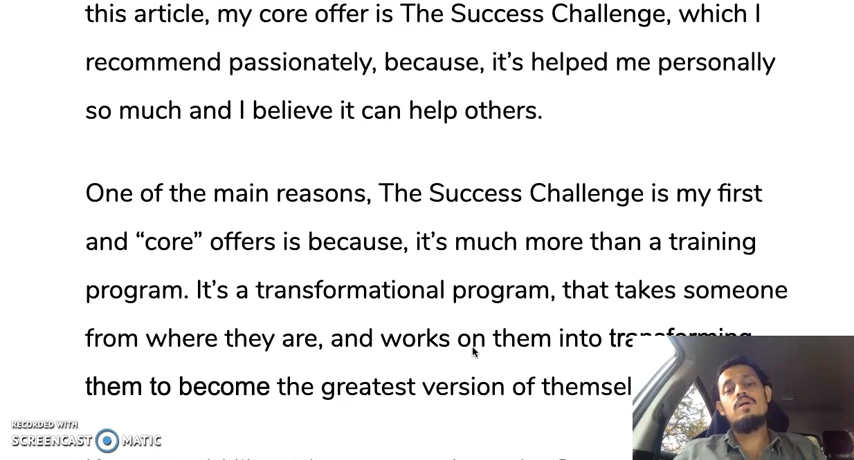 this article, my core offer is The Success Challenge, which I
recommend passionately, because, it's helped me personally
so much and I believe it can help others.
One of the main reasons, The Success Challenge is my first
and “core” offers is because, it's much more than a training
program. It's a transformational program, that takes someone
from where they are, and works on them into transforming
them to become the greatest version of
RECORDED WITH
SCREENCAST MATIC